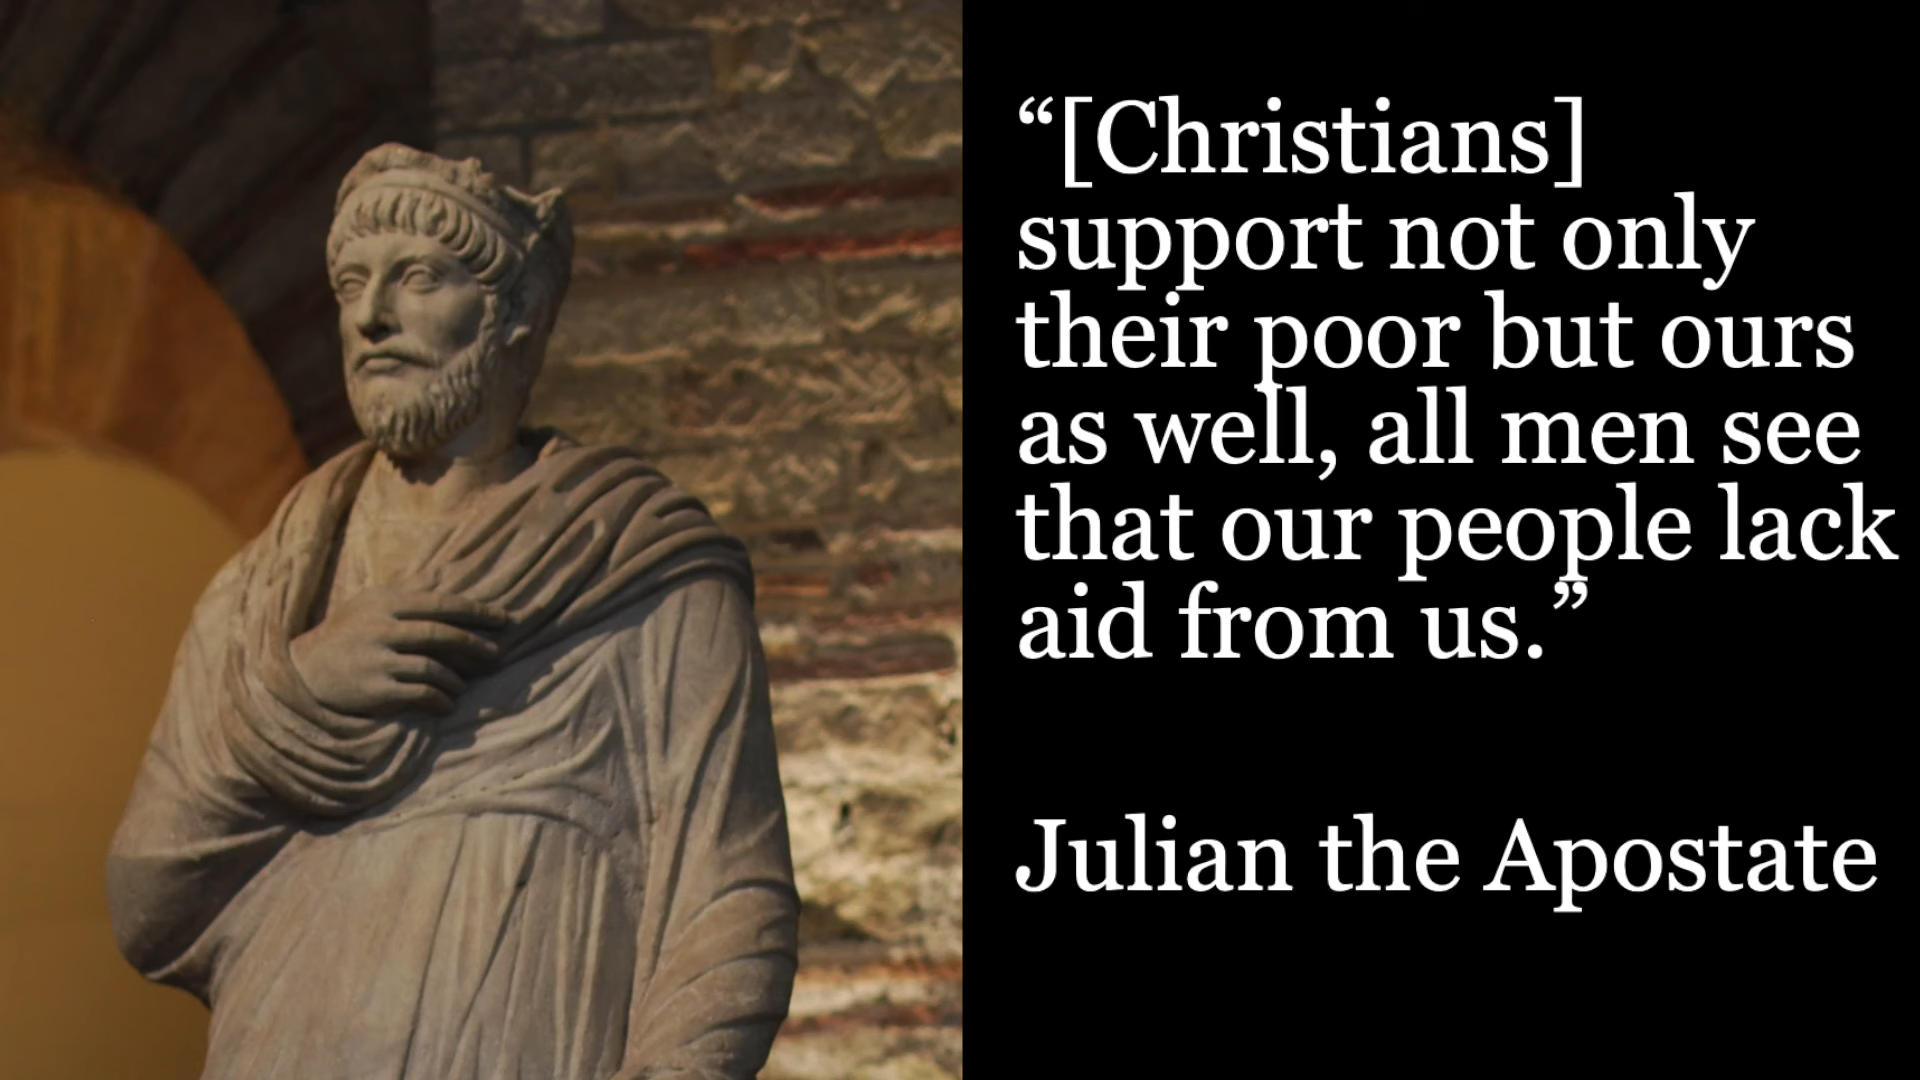 “[Christians]
support not only
their poor but ours
as well, all men see
that our people lack
aid from us.”
Julian the Apostate